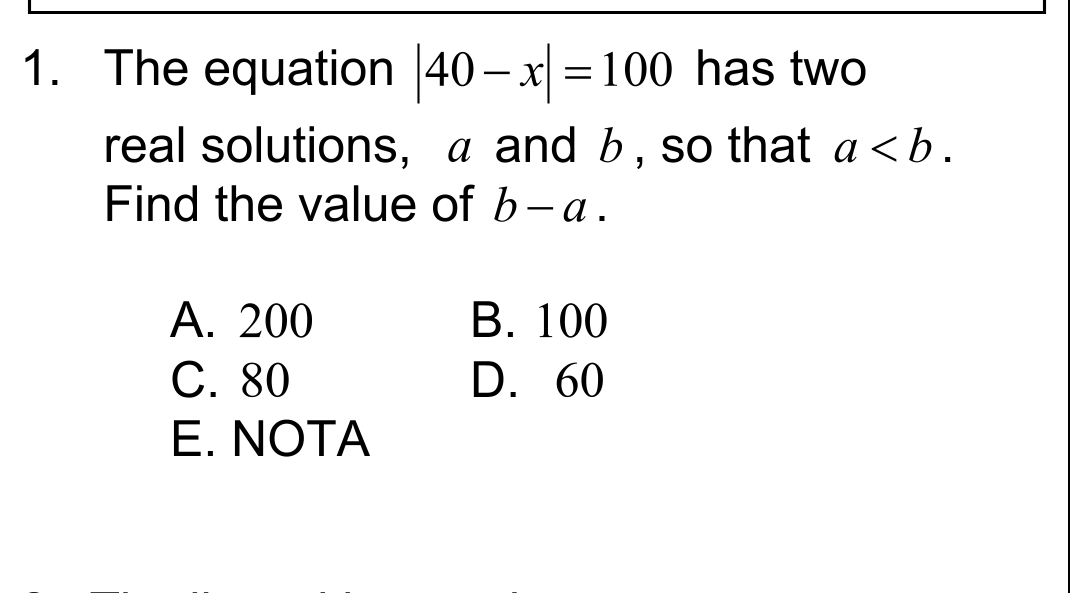 1. The equation |40 – x| = 100 has two
real solutions, a and b, so that a < b.
Find the value of b – a.
A. 200 B. 100
C. 80 D. 60
E. NOTA